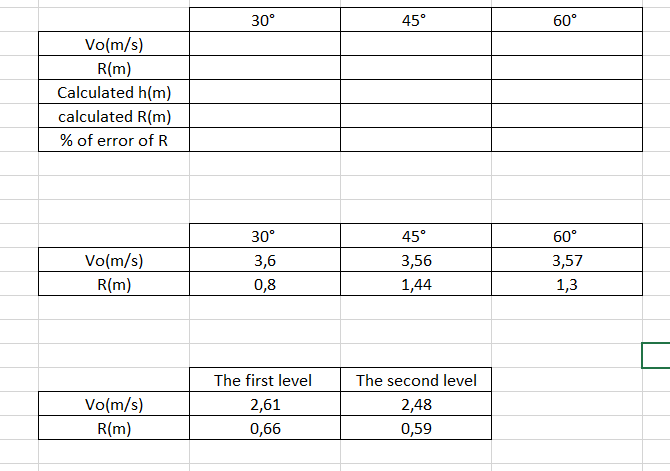 30° 45° 60°
Vo(m/s)
R(m)
Calculated h(m)
calculated R(m)
% of error of R
30° 45° 60°
Vo(m/s) 3,6 3,56 3,57
R(m) 0,8 1,44 1,3
The first level The second level
Vo(m/s) 2,61 2,48
R(m) 0,66 0,59